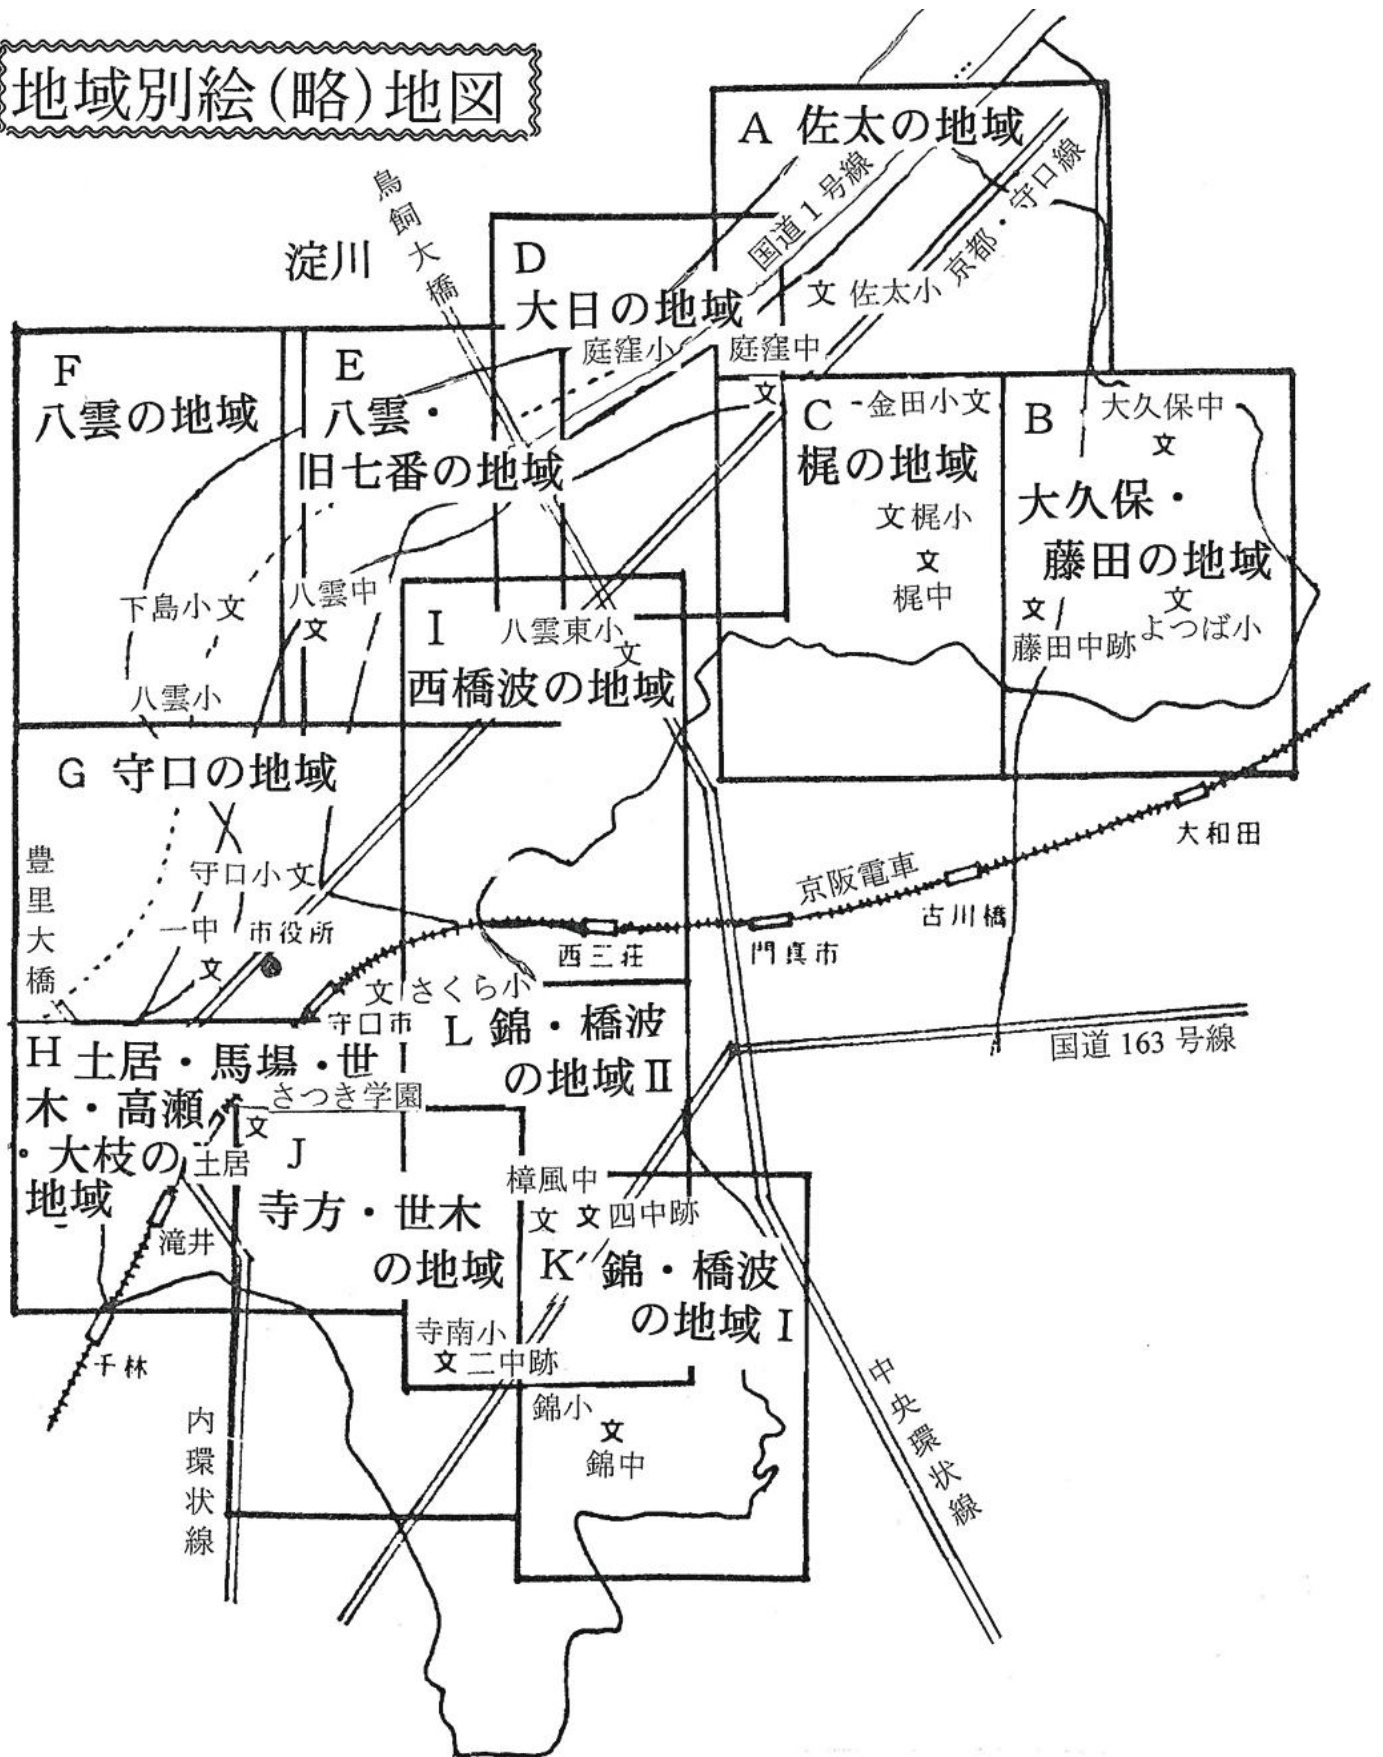 地域別絵(略)地図
A 佐太の地域
鳥飼大橋
国道1号線
京都・守口線
淀川
D
大日の地域
文 佐太小
庭窪小
庭窪中
文
F
八雲の地域
E
八雲・
旧七番の地域
C
金田小文
梶の地域
文梶小
文
梶中
B
大久保中
文
大久保・
藤田の地域
文
藤田中跡
文
よつば小
下島小文
八雲中
文
八雲小
I
八雲東小
文
西橋波の地域
G 守口の地域
豊里大橋
守口小文
一中
文
市役所
大和田
京阪電車
古川橋
門真市
西三荘
文 さくら小
守口市
L 錦・橋波
の地域Ⅱ
国道 163 号線
H 土居・馬場・世
木・高瀬
・大枝の
地域
さつき学園
文
土居
滝井
千林
J
寺方・世木
の地域
樟風中
文
文四中跡
K 錦・橋波
の地域Ⅰ
寺南小
文二中跡
錦小
文
錦中
内環状線
中央環状線